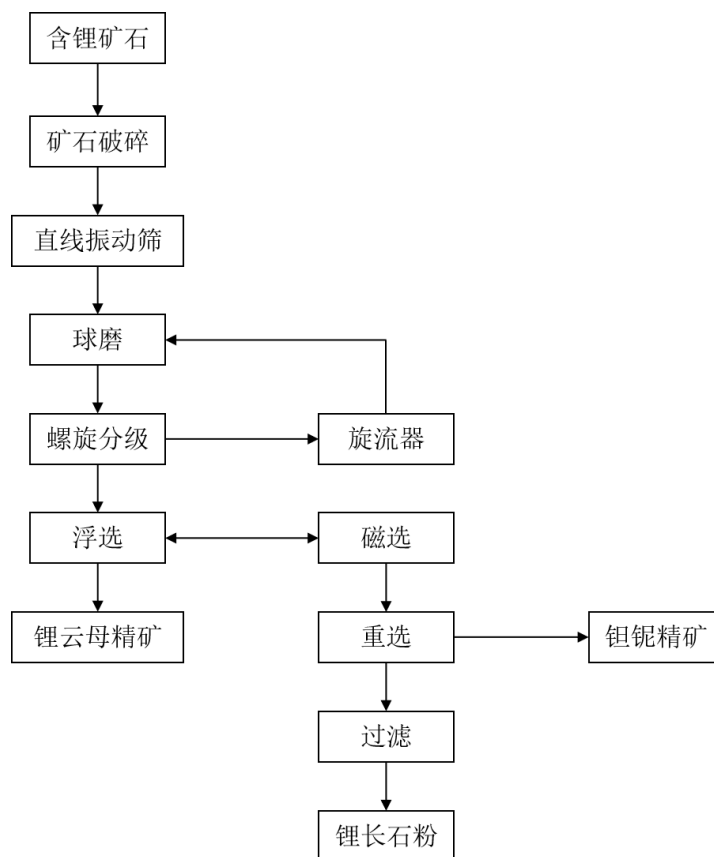 含锂矿石
矿石破碎
直线振动筛
球磨
螺旋分级
旋流器
浮选
磁选
锂云母精矿
重选
钽铌精矿
过滤
锂长石粉